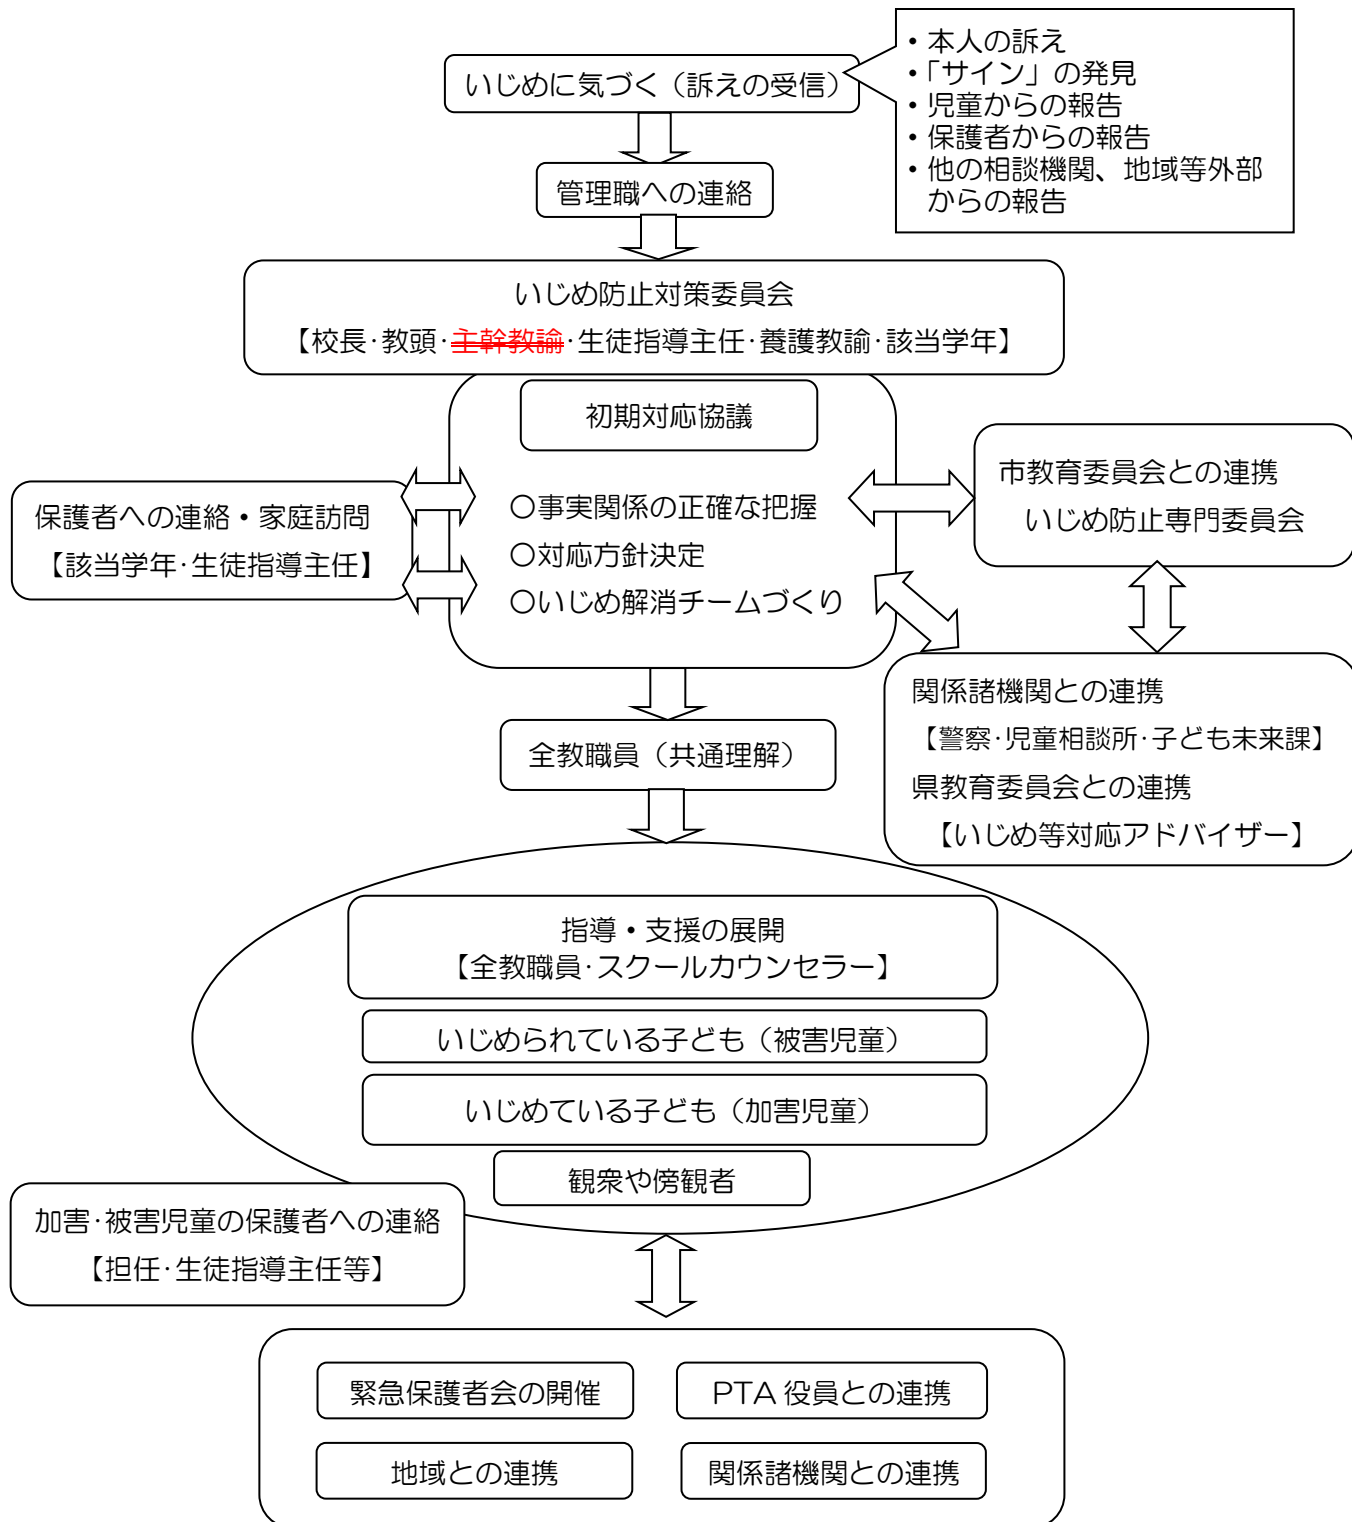 いじめに気づく（訴えの受信）
・本人の訴え
・「サイン」の発見
・児童からの報告
・保護者からの報告
・他の相談機関、地域等外部
からの報告
管理職への連絡
いじめ防止対策委員会
【校長･教頭･主幹教諭･生徒指導主任･養護教諭･該当学年】
初期対応協議
〇事実関係の正確な把握
〇対応方針決定
〇いじめ解消チームづくり
保護者への連絡・家庭訪問
【該当学年･生徒指導主任】
市教育委員会との連携
いじめ防止専門委員会
関係諸機関との連携
【警察･児童相談所･子ども未来課】
県教育委員会との連携
【いじめ等対応アドバイザー】
全教職員（共通理解）
指導・支援の展開
【全教職員･スクールカウンセラー】
いじめられている子ども（被害児童）
いじめている子ども（加害児童）
観衆や傍観者
加害･被害児童の保護者への連絡
【担任･生徒指導主任等】
緊急保護者会の開催
PTA 役員との連携
地域との連携
関係諸機関との連携